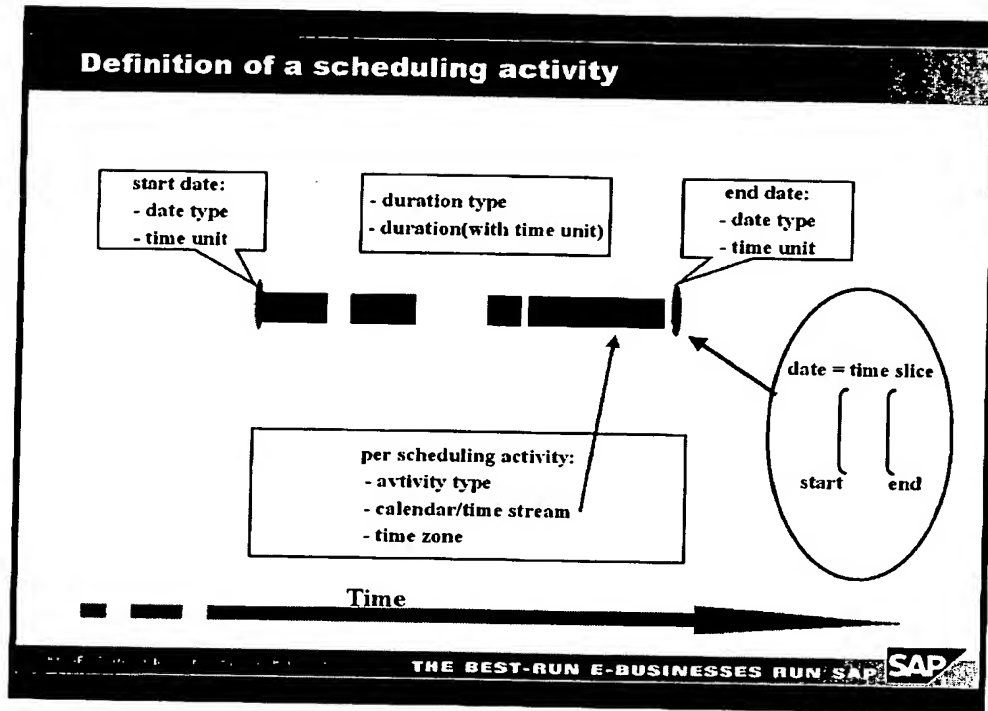 Definition of a scheduling activity
start date:
- date type
- time unit
- duration type
- duration(with time unit)
end date:
- date type
- time unit
date = time slice
start end
per scheduling activity:
- avtivity type
- calendar/time stream
- time zone
Time
THE BEST-RUN E-BUSINESSES RUN SAP
SAP